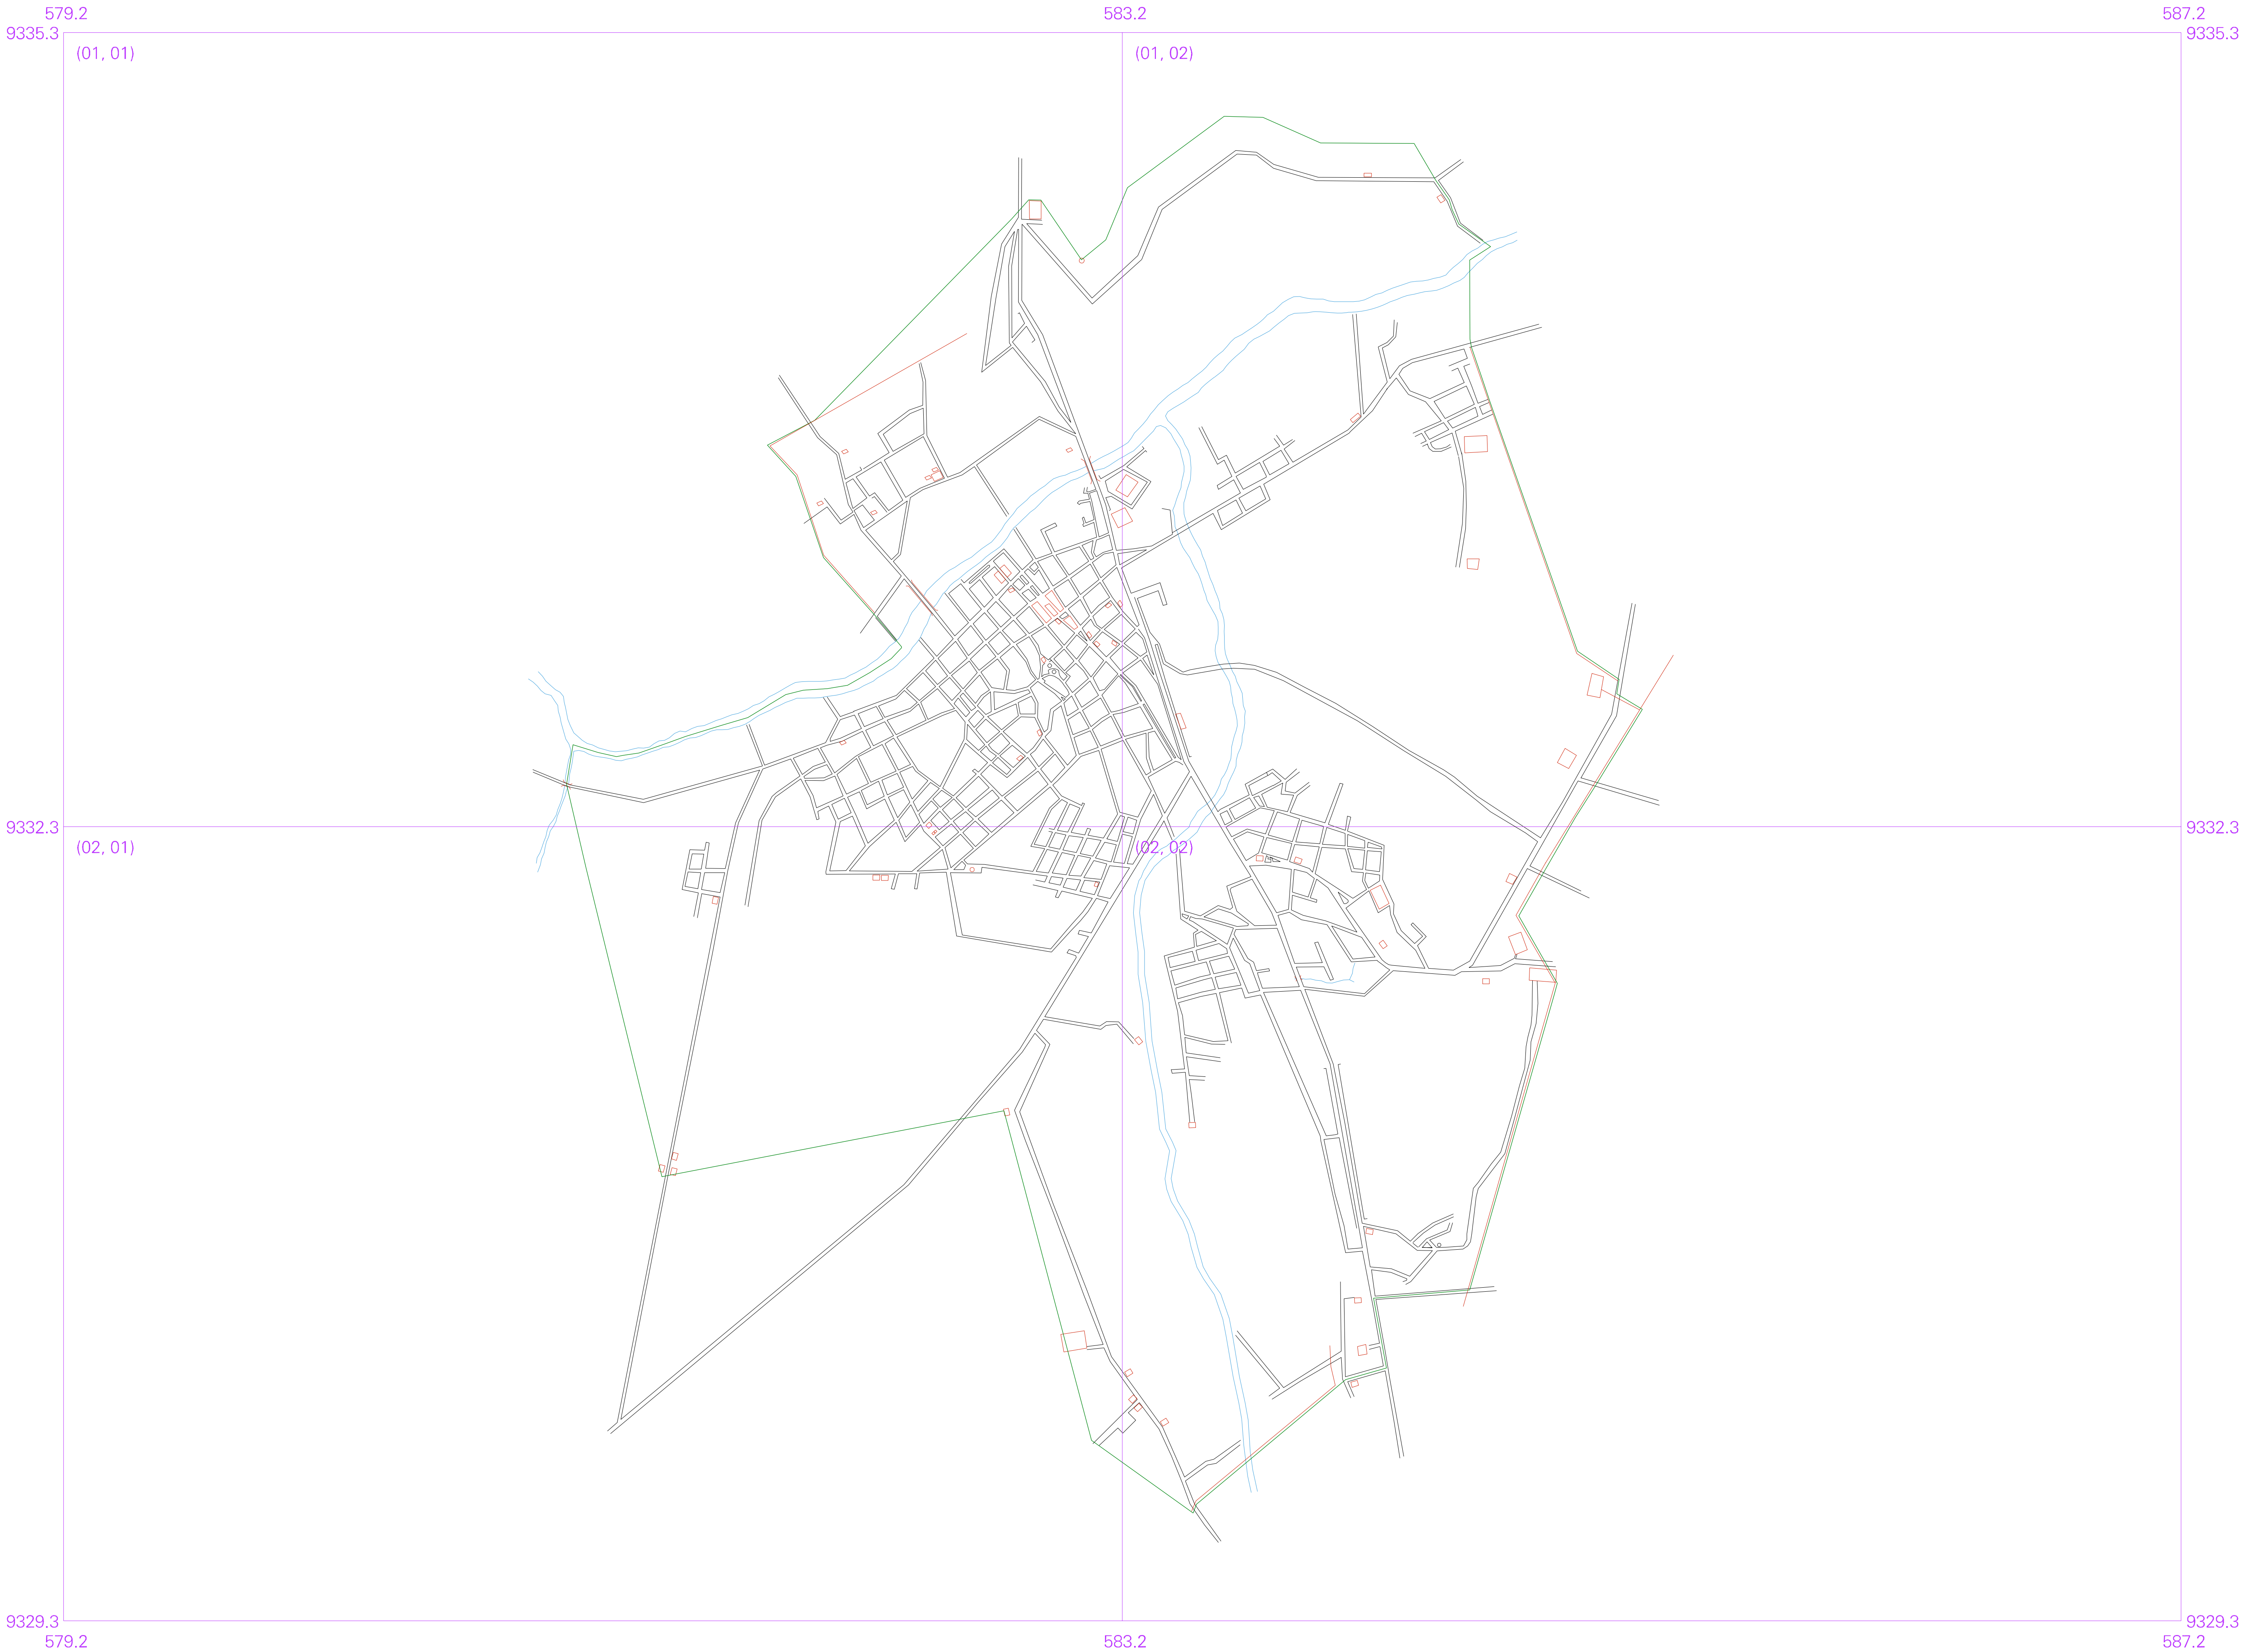 579.2 583.2 587.2
9335.3 9335.3
(01, 01) (01, 02)
9332.3 9332.3
(02, 01) (02, 02)
9329.3 9329.3
579.2 583.2 587.2